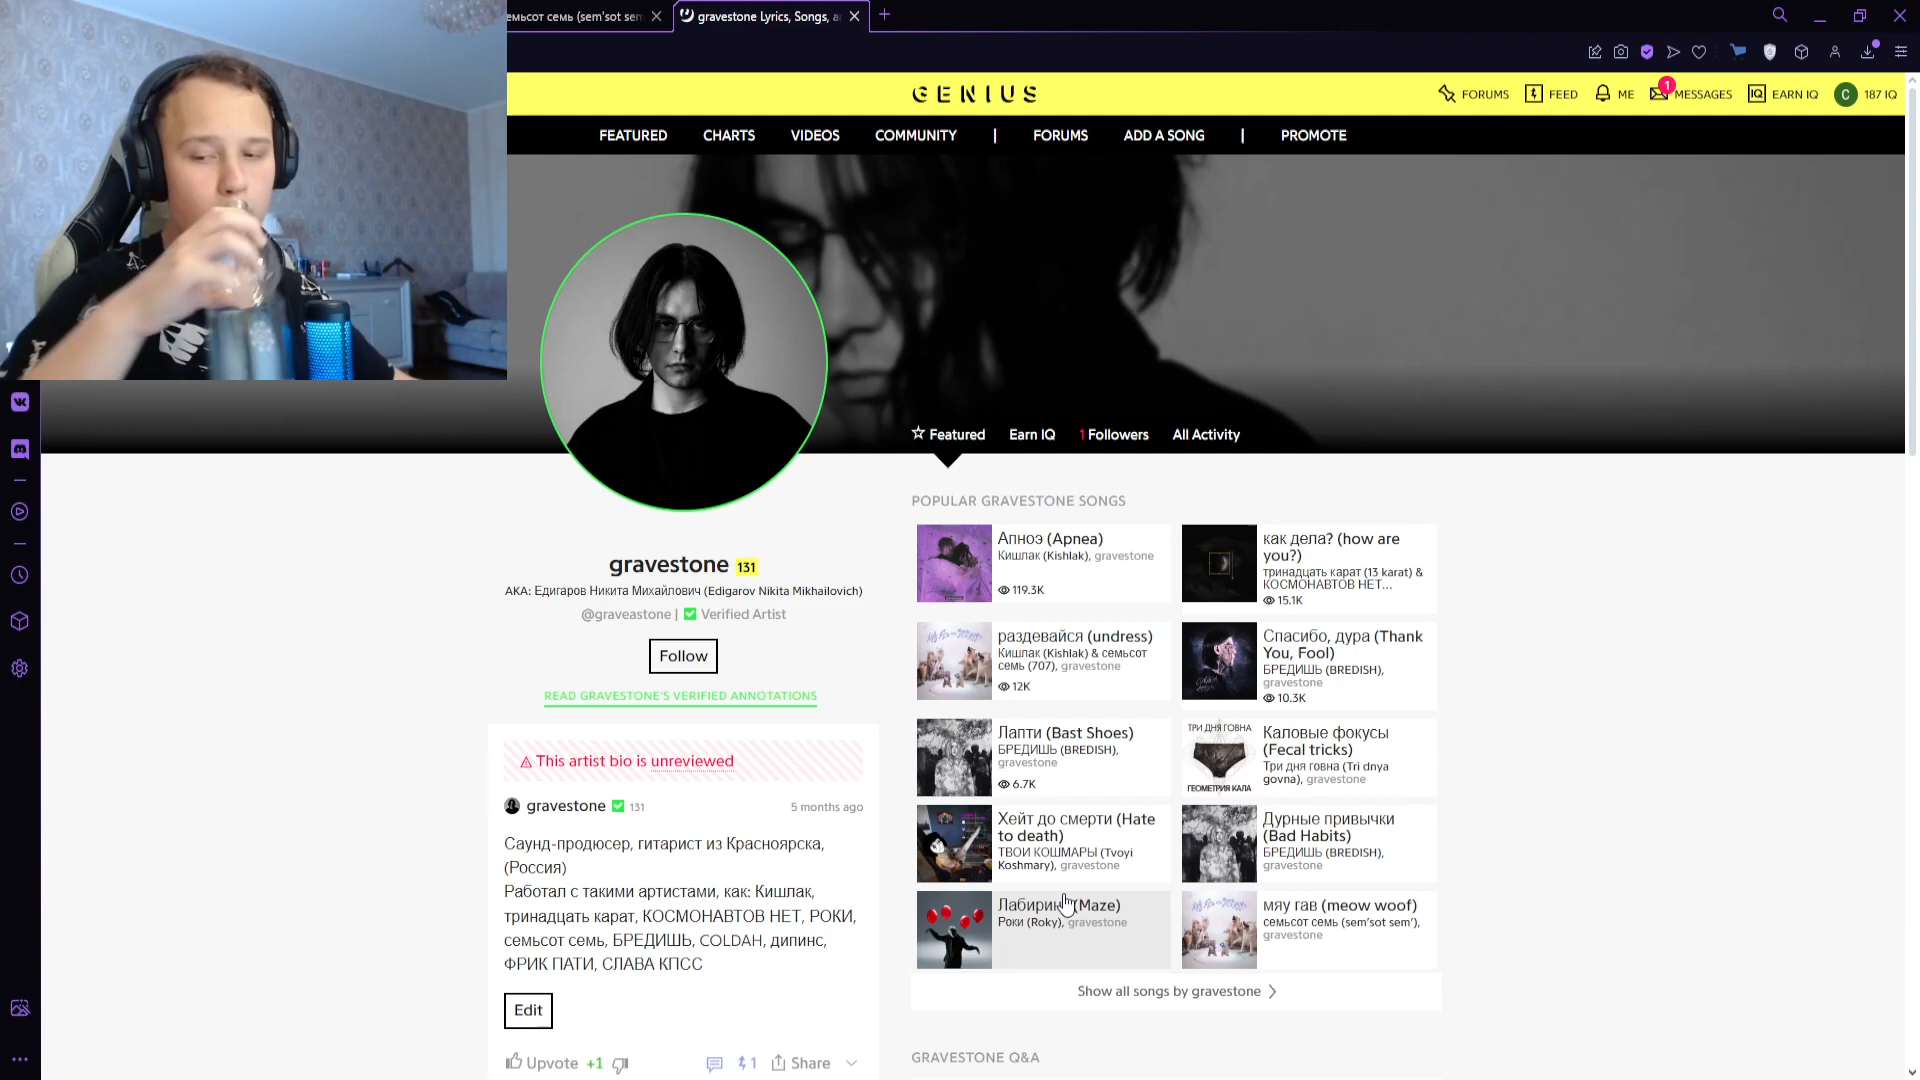 емьсот семь (sem'sot sem
gravestone Lyrics, Songs, a
GENIUS
FORUMS
FEED
ME
1
MESSAGES
IQ
EARN IQ
C
187 IQ
FEATURED
CHARTS
VIDEOS
COMMUNITY
|
FORUMS
ADD A SONG
|
PROMOTE
Featured
Earn IQ
1 Followers
All Activity
gravestone 131
AKA: Едигаров Никита Михайлович (Edigarov Nikita Mikhailovich)
@graveastone | Verified Artist
Follow
READ GRAVESTONE'S VERIFIED ANNOTATIONS
This artist bio is unreviewed
gravestone 131
5 months ago
Саунд-продюсер, гитарист из Красноярска,
(Россия)
Работал с такими артистами, как: Кишлак,
тринадцать карат, КОСМОНАВТОВ НЕТ, РОКИ,
семьсот семь, БРЕДИШЬ, COLDAH, дипинс,
ФРИК ПАТИ, СЛАВА КПСС
Edit
Upvote +1
1
Share
POPULAR GRAVESTONE SONGS
Апноэ (Apnea)
Кишлак (Kishlak), gravestone
119.3K
как дела? (how are
you?)
тринадцать карат (13 karat) &
КОСМОНАВТОВ НЕТ...
15.1K
раздевайся (undress)
Кишлак (Kishlak) & семьсот
семь (707), gravestone
12K
Спасибо, дура (Thank
You, Fool)
БРЕДИШЬ (BREDISH),
gravestone
10.3K
Лапти (Bast Shoes)
БРЕДИШЬ (BREDISH),
gravestone
6.7K
ТРИ ДНЯ ГОВНА
ГЕОМЕТРИЯ КАЛА
Каловые фокусы
(Fecal tricks)
Три дня говна (Tri dnya
govna), gravestone
Хейт до смерти (Hate
to death)
ТВОИ КОШМАРЫ (Tvoyi
Koshmary), gravestone
Дурные привычки
(Bad Habits)
БРЕДИШЬ (BREDISH),
gravestone
(Maze)
Роки (Roky), gravestone
мяу гав (meow woof)
семьсот семь (sem'sot sem'),
gravestone
Show all songs by gravestone
GRAVESTONE Q&A